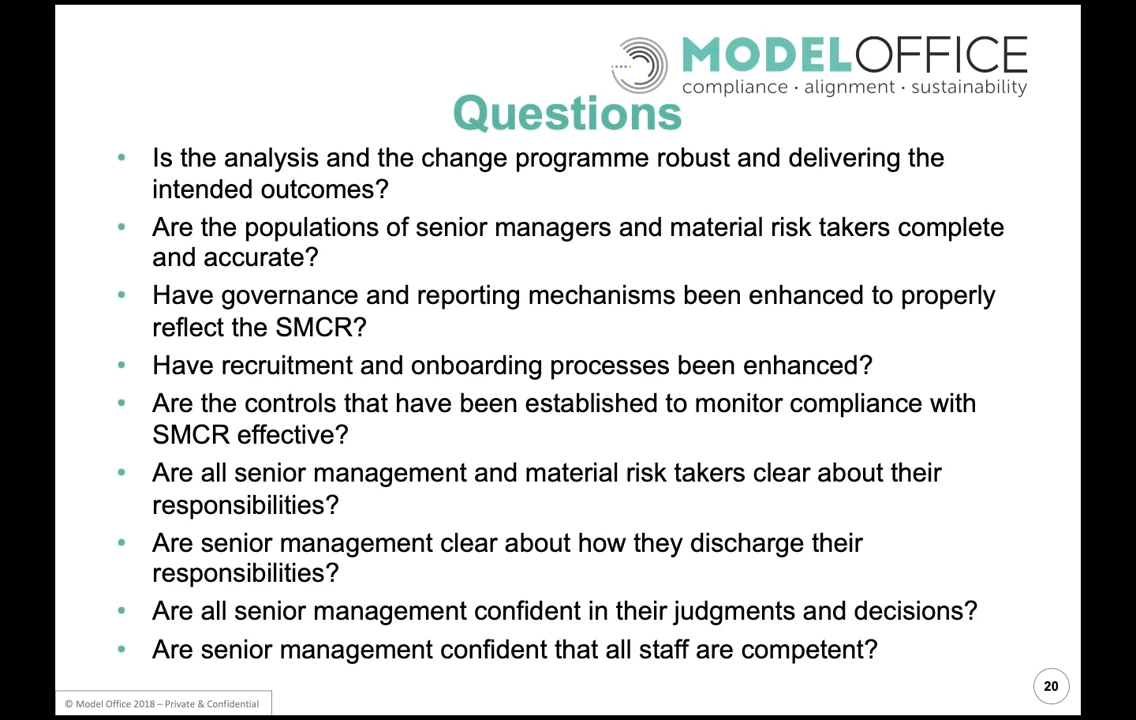 MODELOFFICE
compliance · alignment · sustainability
Questions
• Is the analysis and the change programme robust and delivering the
intended outcomes?
• Are the populations of senior managers and material risk takers complete
and accurate?
• Have governance and reporting mechanisms been enhanced to properly
reflect the SMCR?
• Have recruitment and onboarding processes been enhanced?
• Are the controls that have been established to monitor compliance with
SMCR effective?
• Are all senior management and material risk takers clear about their
responsibilities?
• Are senior management clear about how they discharge their
responsibilities?
• Are all senior management confident in their judgments and decisions?
• Are senior management confident that all staff are competent?
20
© Model Office 2018 – Private & Confidential